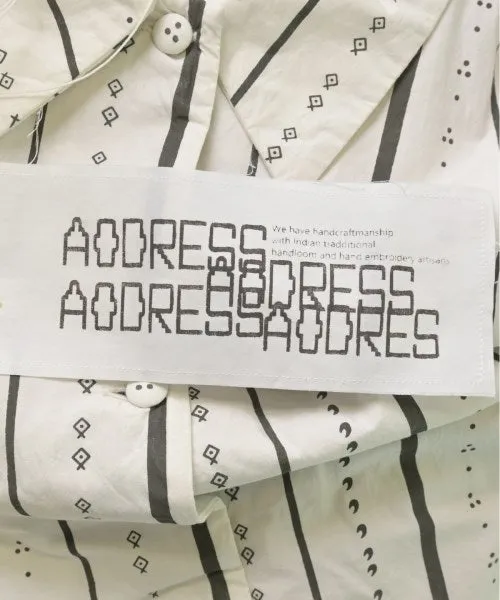 ADDRESS
We have handcraftmanship
with Indian traditional
handloom and hand embroidery artisans
ADDRESS
ADDRESSADDRES